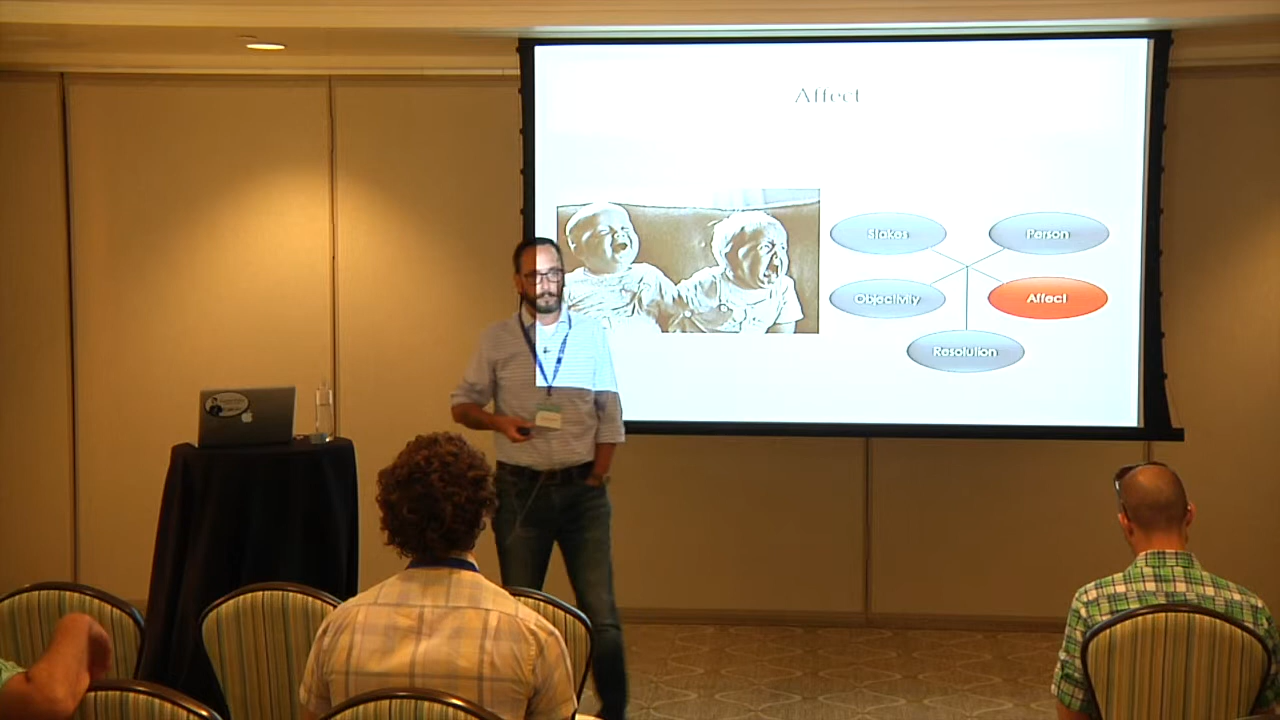 Affect
Stakes
Person
Objectivity
Affect
Resolution